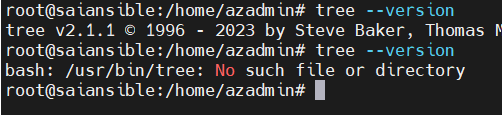 root@saiansible:/home/azadmin# tree --version
tree v2.1.1 © 1996 - 2023 by Steve Baker, Thomas M
root@saiansible:/home/azadmin# tree --version
bash: /usr/bin/tree: No such file or directory
root@saiansible:/home/azadmin#